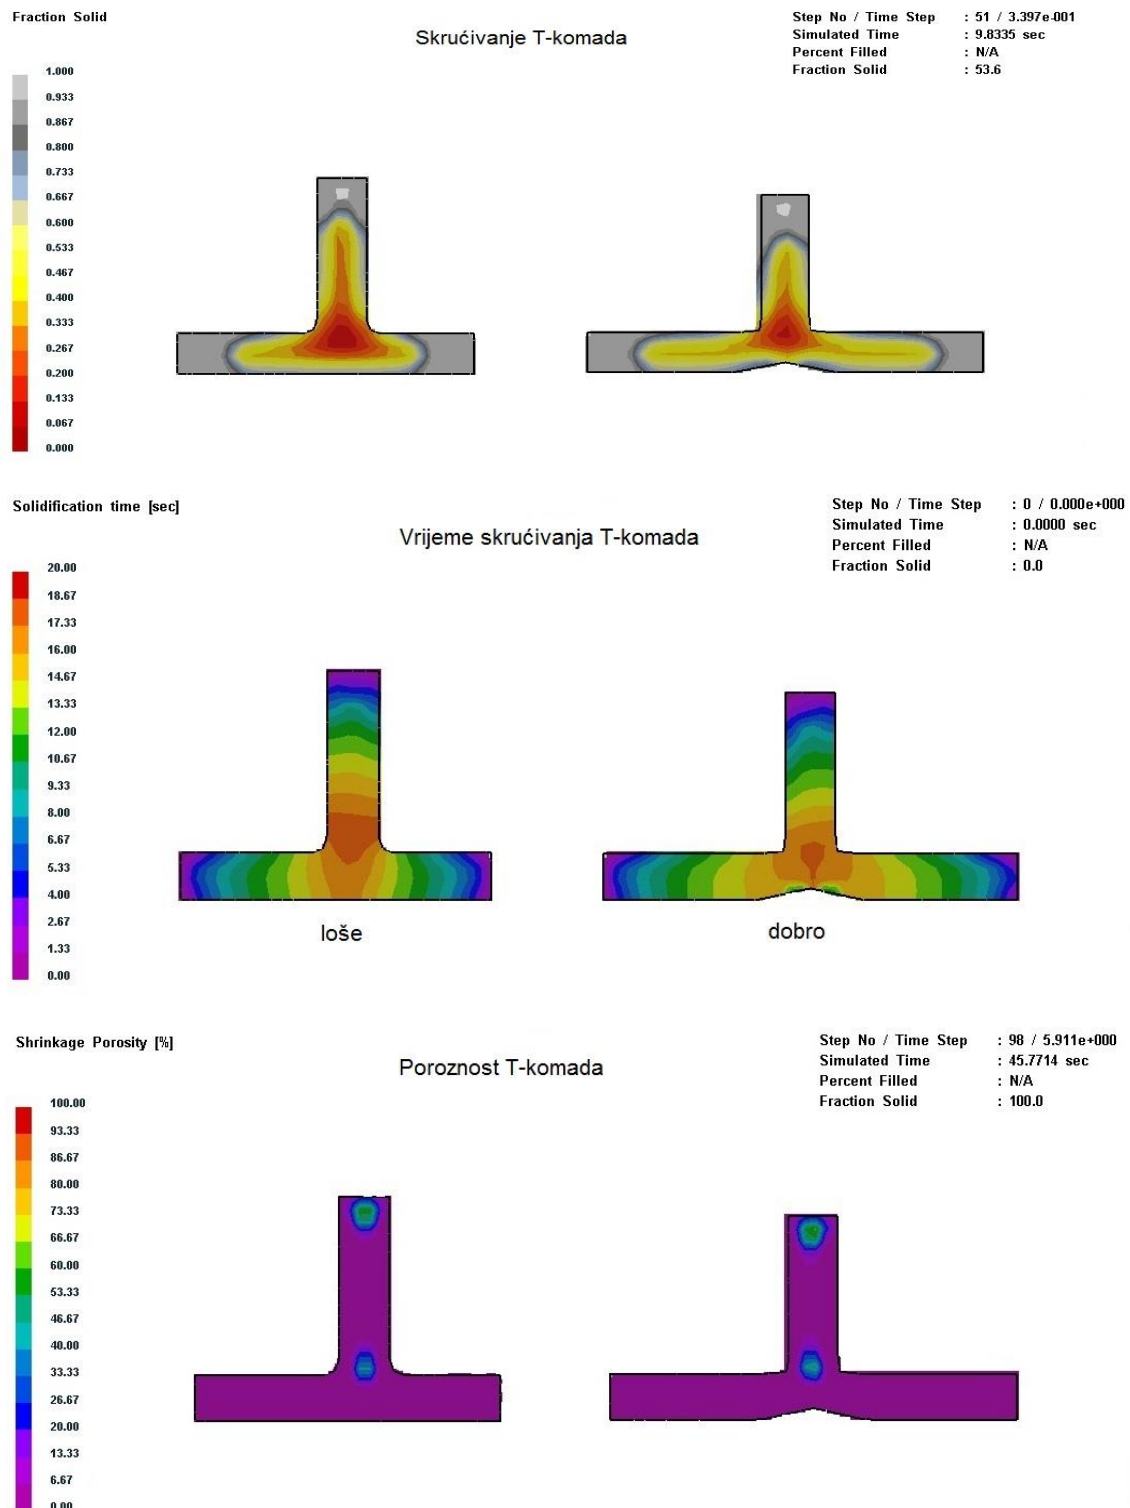 Fraction Solid
Skrućivanje T-komada
Step No / Time Step : 51 / 3.397e-001
Simulated Time : 9.8335 sec
Percent Filled : N/A
Fraction Solid : 53.6
1.000
0.933
0.867
0.800
0.733
0.667
0.600
0.533
0.467
0.400
0.333
0.267
0.200
0.133
0.067
0.000
Solidification time [sec]
Vrijeme skrućivanja T-komada
Step No / Time Step : 0 / 0.000e+000
Simulated Time : 0.0000 sec
Percent Filled : N/A
Fraction Solid : 0.0
20.00
18.67
17.33
16.00
14.67
13.33
12.00
10.67
9.33
8.00
6.67
5.33
4.00
2.67
1.33
0.00
loše
dobro
Shrinkage Porosity [%]
Poroznost T-komada
Step No / Time Step : 98 / 5.911e+000
Simulated Time : 45.7714 sec
Percent Filled : N/A
Fraction Solid : 100.0
100.00
93.33
86.67
80.00
73.33
66.67
60.00
53.33
46.67
40.00
33.33
26.67
20.00
13.33
6.67
0.00